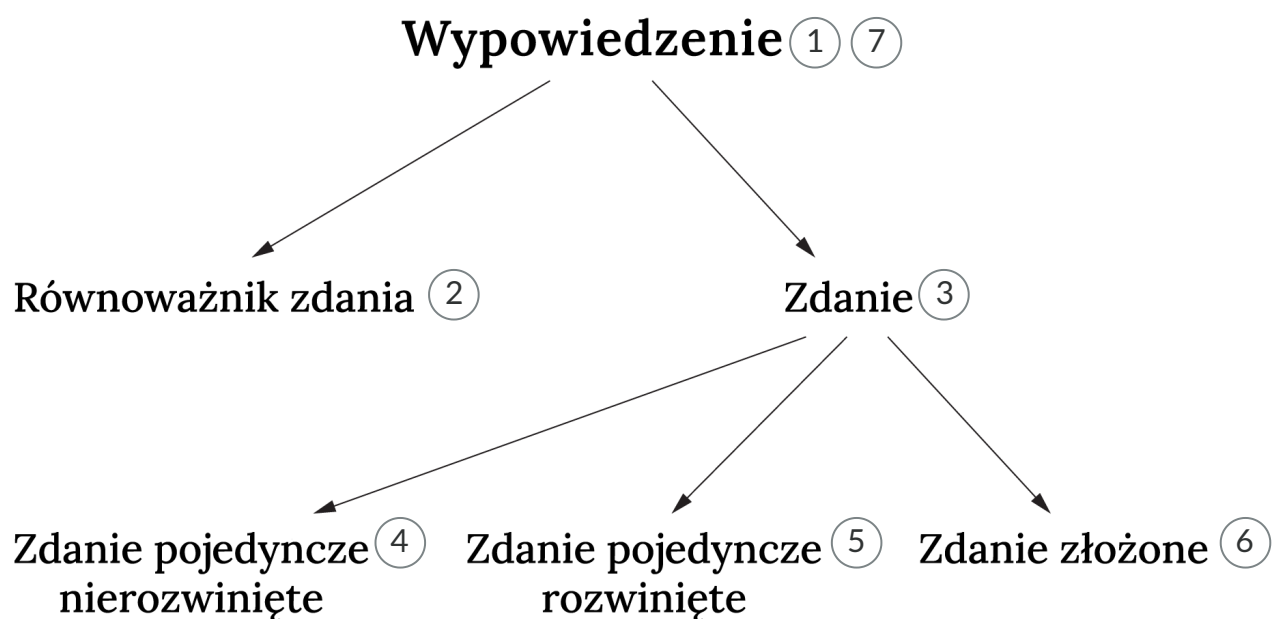 Wypowiedzenie 1 7
Równoważnik zdania 2
Zdanie 3
Zdanie pojedyncze 4
nierozwinięte
Zdanie pojedyncze 5
rozwinięte
Zdanie złożone 6